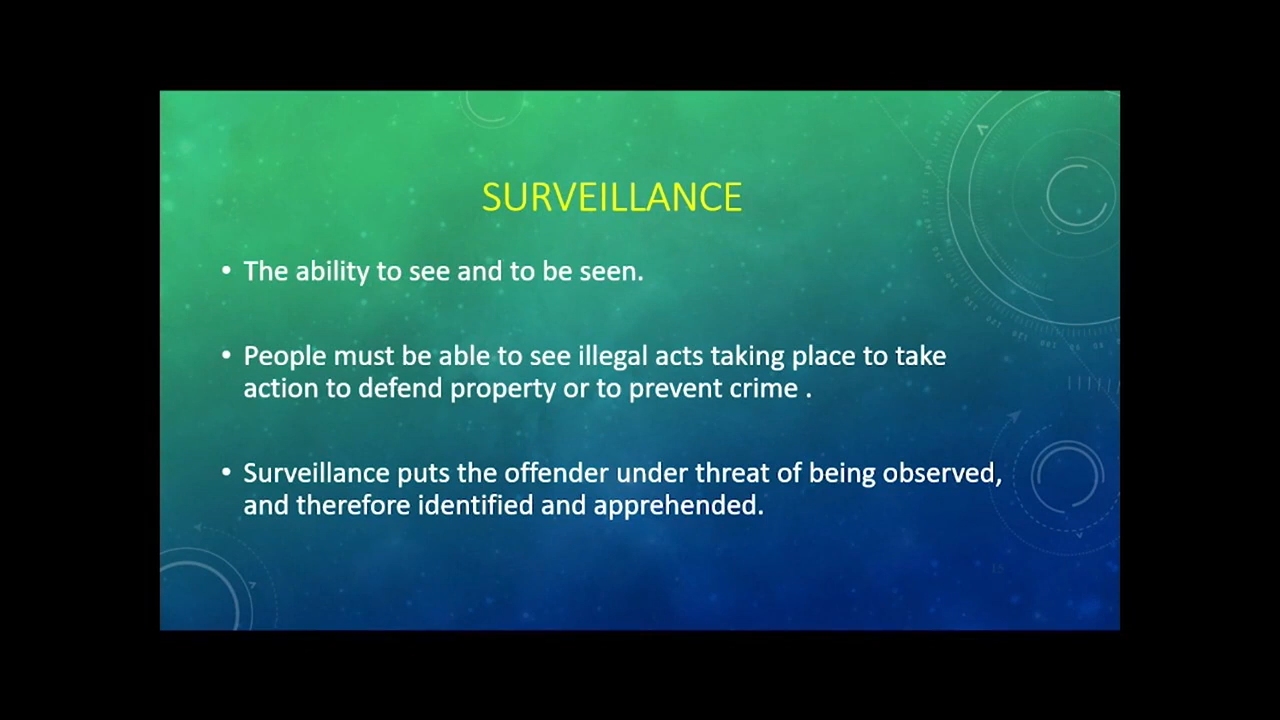 SURVEILLANCE
• The ability to see and to be seen.
• People must be able to see illegal acts taking place to take
action to defend property or to prevent crime .
• Surveillance puts the offender under threat of being observed,
and therefore identified and apprehended.
15